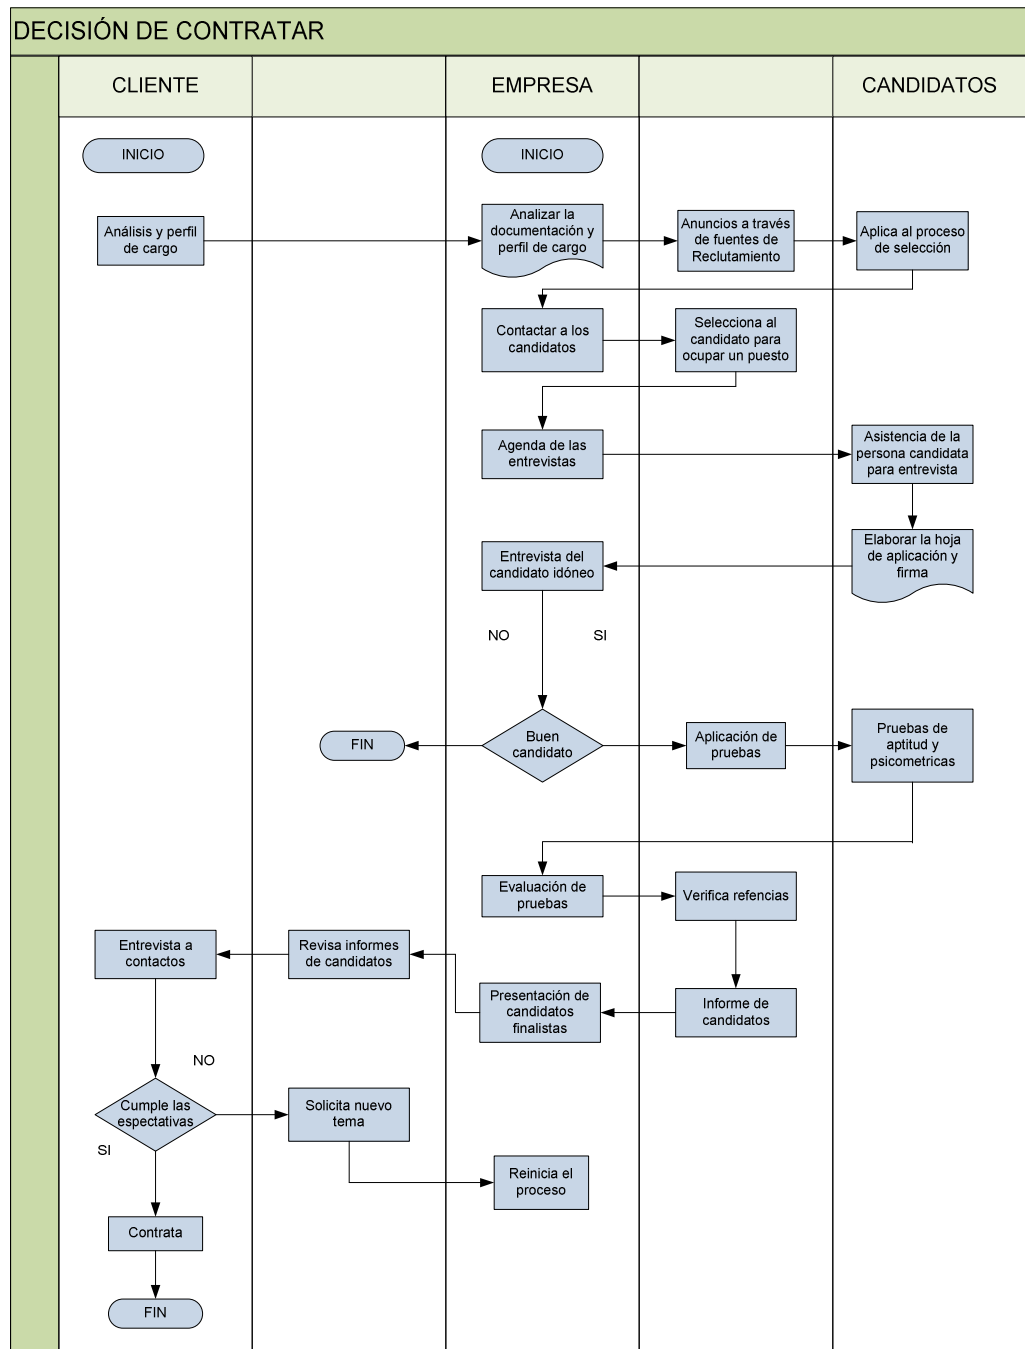 DECISIÓN DE CONTRATAR
CLIENTE
EMPRESA
CANDIDATOS
INICIO
INICIO
Análisis y perfil
de cargo
Analizar la
documentación y
perfil de cargo
Anuncios a través
de fuentes de
Reclutamiento
Aplica al proceso
de selección
Contactar a los
candidatos
Selecciona al
candidato para
ocupar un puesto
Agenda de las
entrevistas
Asistencia de la
persona candidata
para entrevista
Elaborar la hoja
de aplicación y
firma
Entrevista del
candidato idóneo
NO
SI
FIN
Buen
candidato
Aplicación de
pruebas
Pruebas de
aptitud y
psicometricas
Evaluación de
pruebas
Verifica refencias
Entrevista a
contactos
Revisa informes
de candidatos
Presentación de
candidatos
finalistas
Informe de
candidatos
NO
Cumple las
espectativas
SI
Solicita nuevo
tema
Reinicia el
proceso
Contrata
FIN